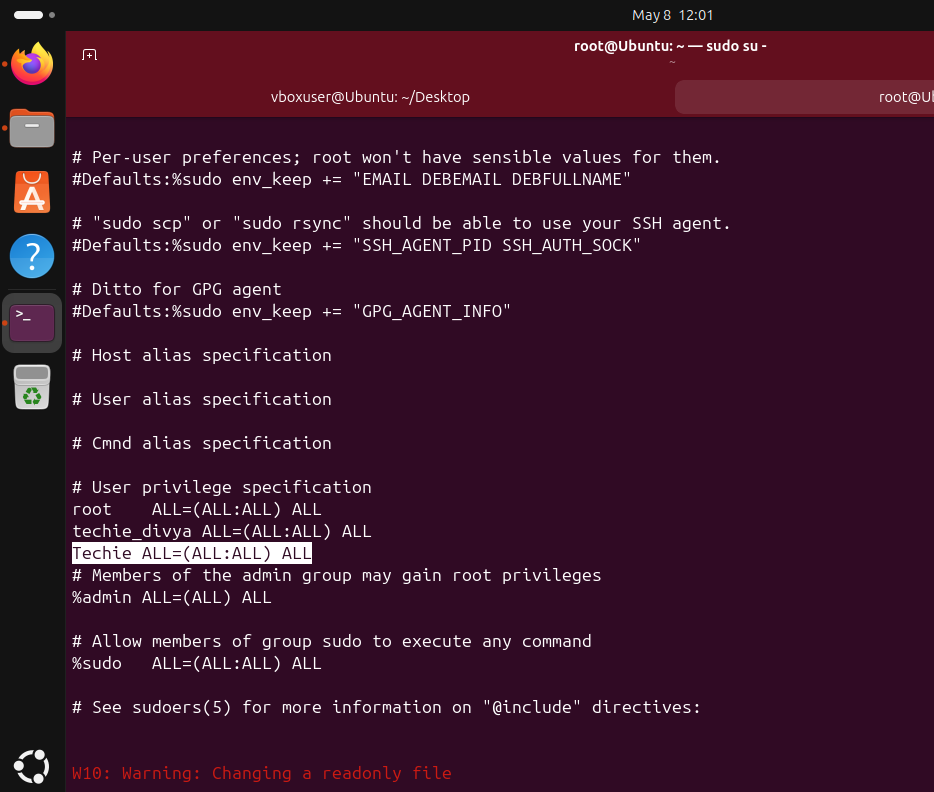 May 8 12:01
root@Ubuntu: ~ — sudo su -
~
vboxuser@Ubuntu: ~/Desktop
root@Ub
# Per-user preferences; root won't have sensible values for them.
#Defaults:%sudo env_keep += "EMAIL DEBEMAIL DEBFULLNAME"
# "sudo scp" or "sudo rsync" should be able to use your SSH agent.
#Defaults:%sudo env_keep += "SSH_AGENT_PID SSH_AUTH_SOCK"
# Ditto for GPG agent
#Defaults:%sudo env_keep += "GPG_AGENT_INFO"
# Host alias specification
# User alias specification
# Cmnd alias specification
# User privilege specification
root    ALL=(ALL:ALL) ALL
techie_divya ALL=(ALL:ALL) ALL
Techie ALL=(ALL:ALL) ALL
# Members of the admin group may gain root privileges
%admin ALL=(ALL) ALL
# Allow members of group sudo to execute any command
%sudo   ALL=(ALL:ALL) ALL
# See sudoers(5) for more information on "@include" directives:
W10: Warning: Changing a readonly file